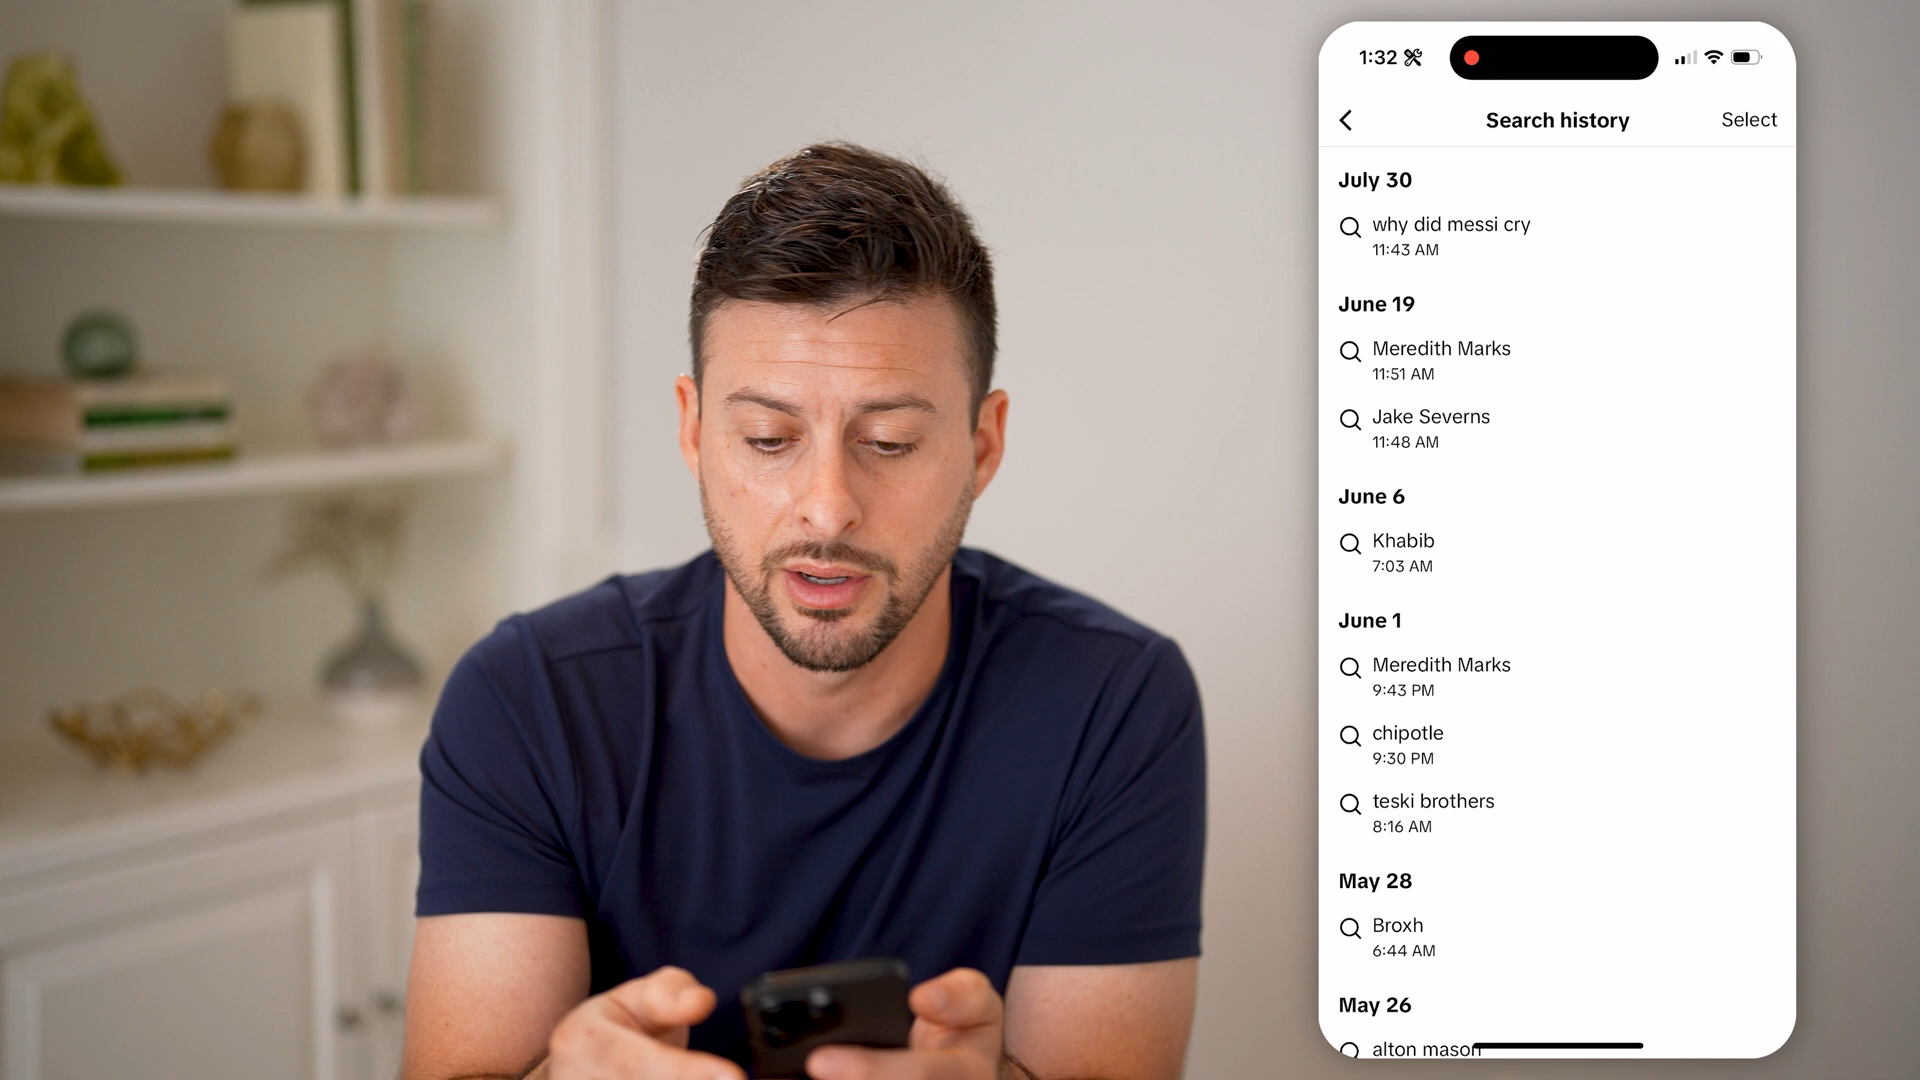 1:32
Search history
Select
July 30
why did messi cry
11:43 AM
June 19
Meredith Marks
11:51 AM
Jake Severns
11:48 AM
June 6
Khabib
7:03 AM
June 1
Meredith Marks
9:43 PM
chipotle
9:30 PM
teski brothers
8:16 AM
May 28
Broxh
6:44 AM
May 26
alton mason